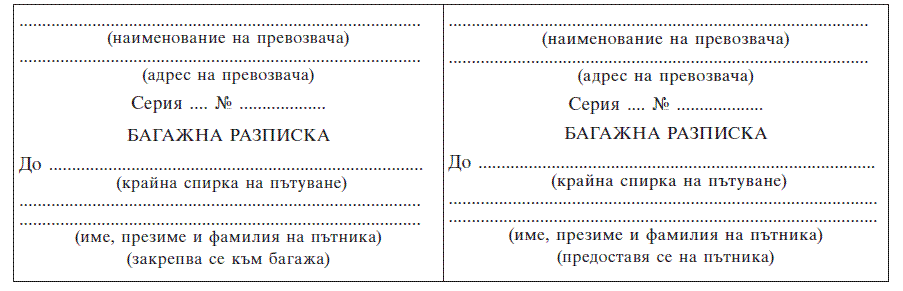 ................................................................................
(наименование на превозвача)
................................................................................
(адрес на превозвача)
Серия .... № ...................
БАГАЖНА РАЗПИСКА
До ..........................................................................
(крайна спирка на пътуване)
................................................................................
................................................................................
(име, презиме и фамилия на пътника)
(закрепва се към багажа)
................................................................................
(наименование на превозвача)
................................................................................
(адрес на превозвача)
Серия .... № ...................
БАГАЖНА РАЗПИСКА
До ..........................................................................
(крайна спирка на пътуване)
................................................................................
................................................................................
(име, презиме и фамилия на пътника)
(предоставя се на пътника)